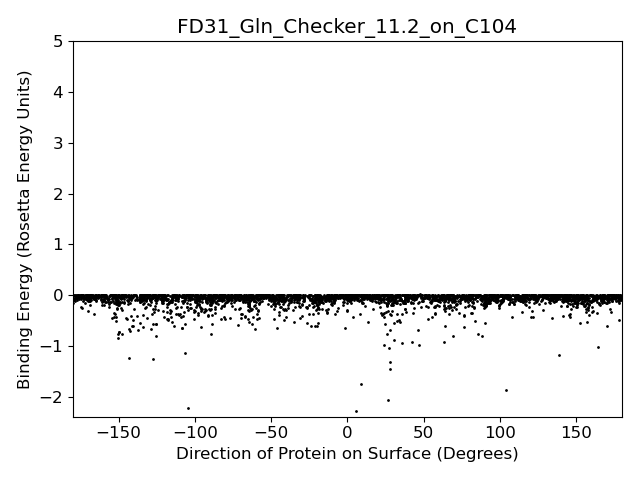 FD31_Gln_Checker_11.2_on_C104
5
4
3
2
1
0
−1
−2
Binding Energy (Rosetta Energy Units)
−150 −100 −50 0 50 100 150
Direction of Protein on Surface (Degrees)